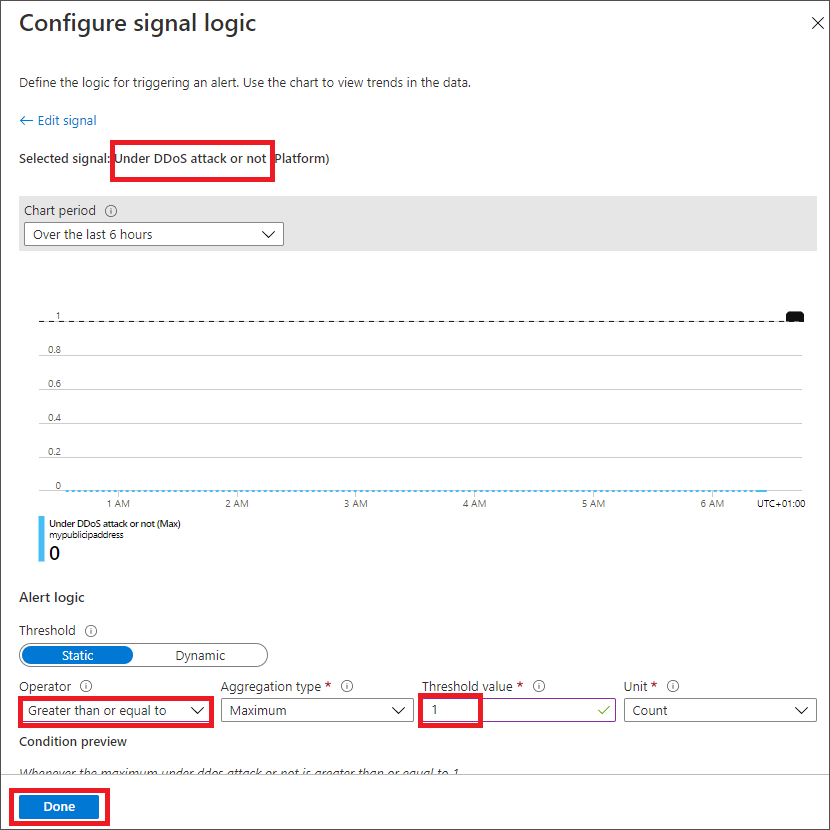 Configure signal logic
Define the logic for triggering an alert. Use the chart to view trends in the data.
← Edit signal
Selected signal: Under DDoS attack or not Platform)
Chart period
Over the last 6 hours
1
0.8
0.6
0.4
0.2
0
1 AM 2 AM 3 AM 4 AM 5 AM 6 AM UTC+01:00
Under DDoS attack or not (Max)
mypublicipaddress
0
Alert logic
Threshold
Static Dynamic
Operator Aggregation type * Threshold value * Unit *
Greater than or equal to Maximum 1 Count
Condition preview
Whenever the maximum under ddos attack or not is greater than or equal to 1
Done